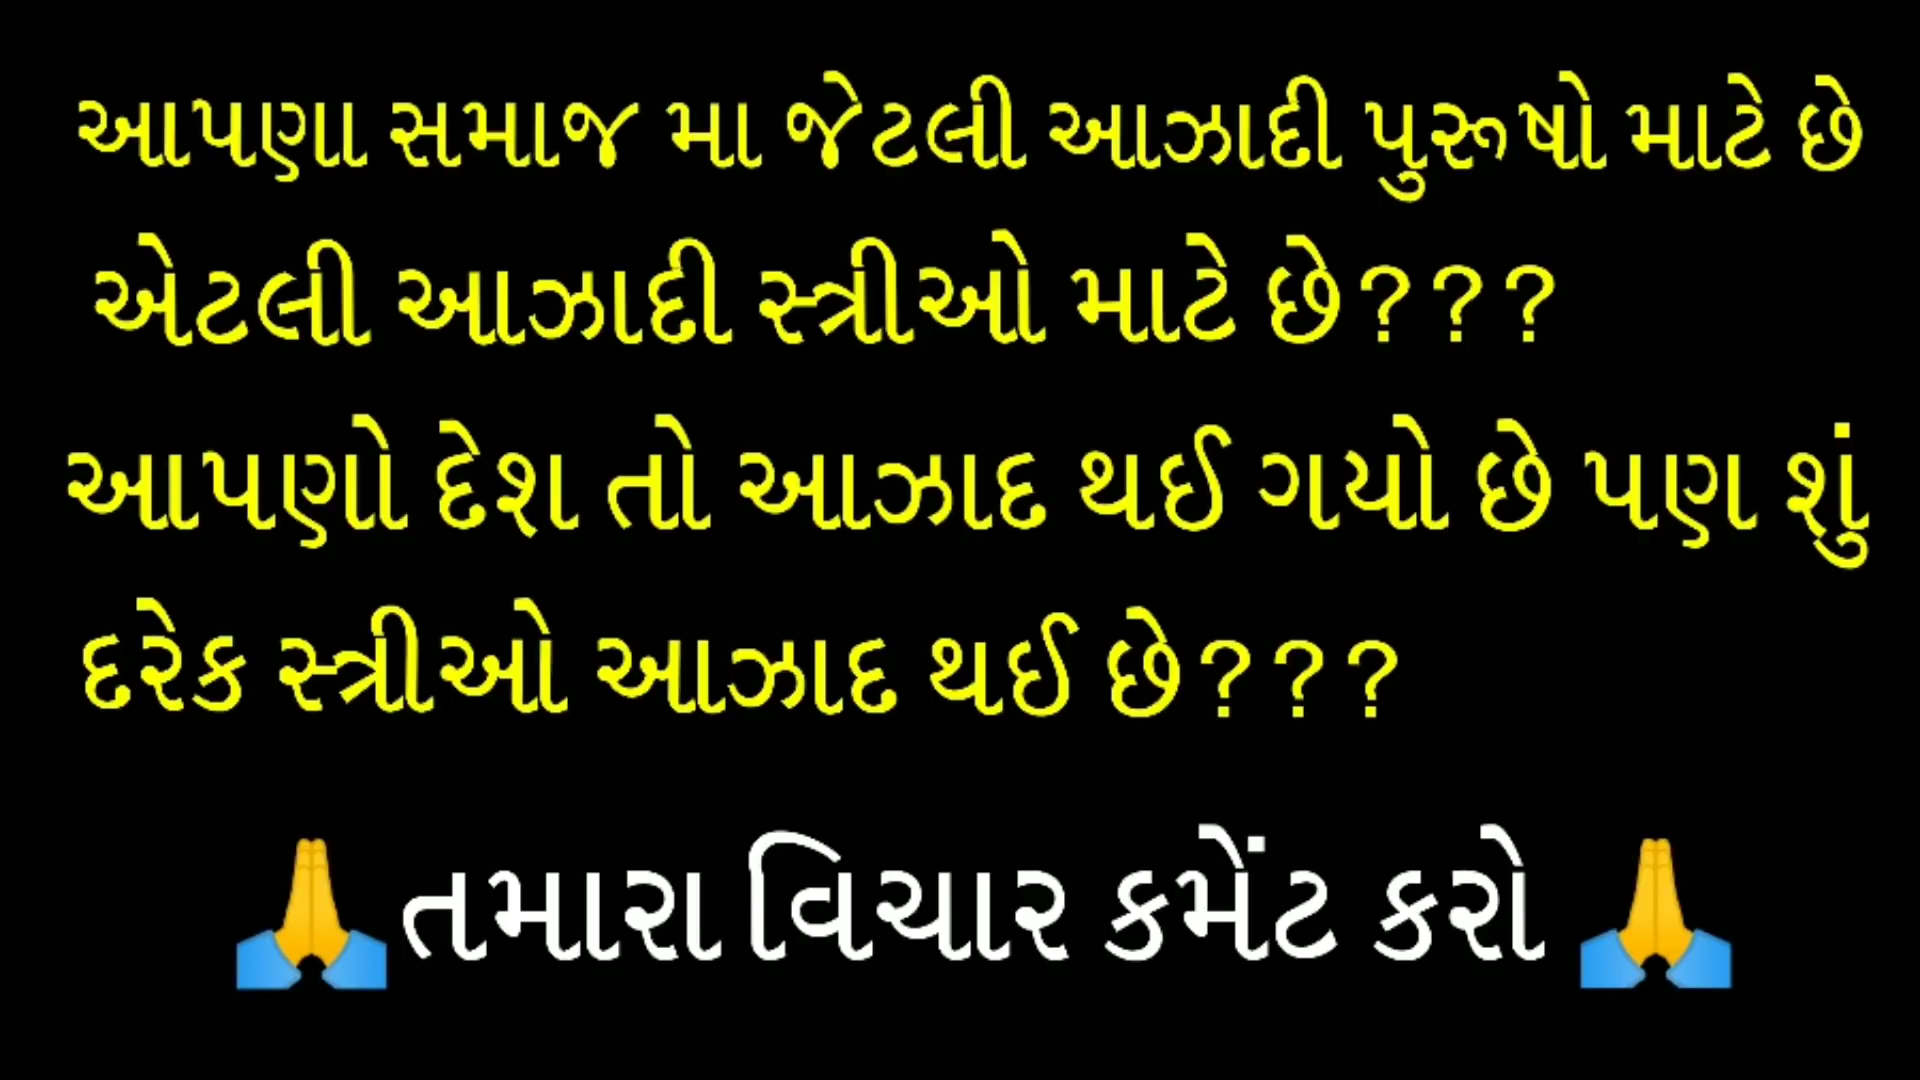 આપણા સમાજ મા જેટલી આઝાદી પુરૂષો માટે છે
એટલી આઝાદી સ્ત્રીઓ માટે છે???
આપણો દેશ તો આઝાદ થઈ ગયો છે પણ શું
દરેક સ્ત્રીઓ આઝાદ થઈ છે???
🙏તમારા વિચાર કમેંટ કરો 🙏